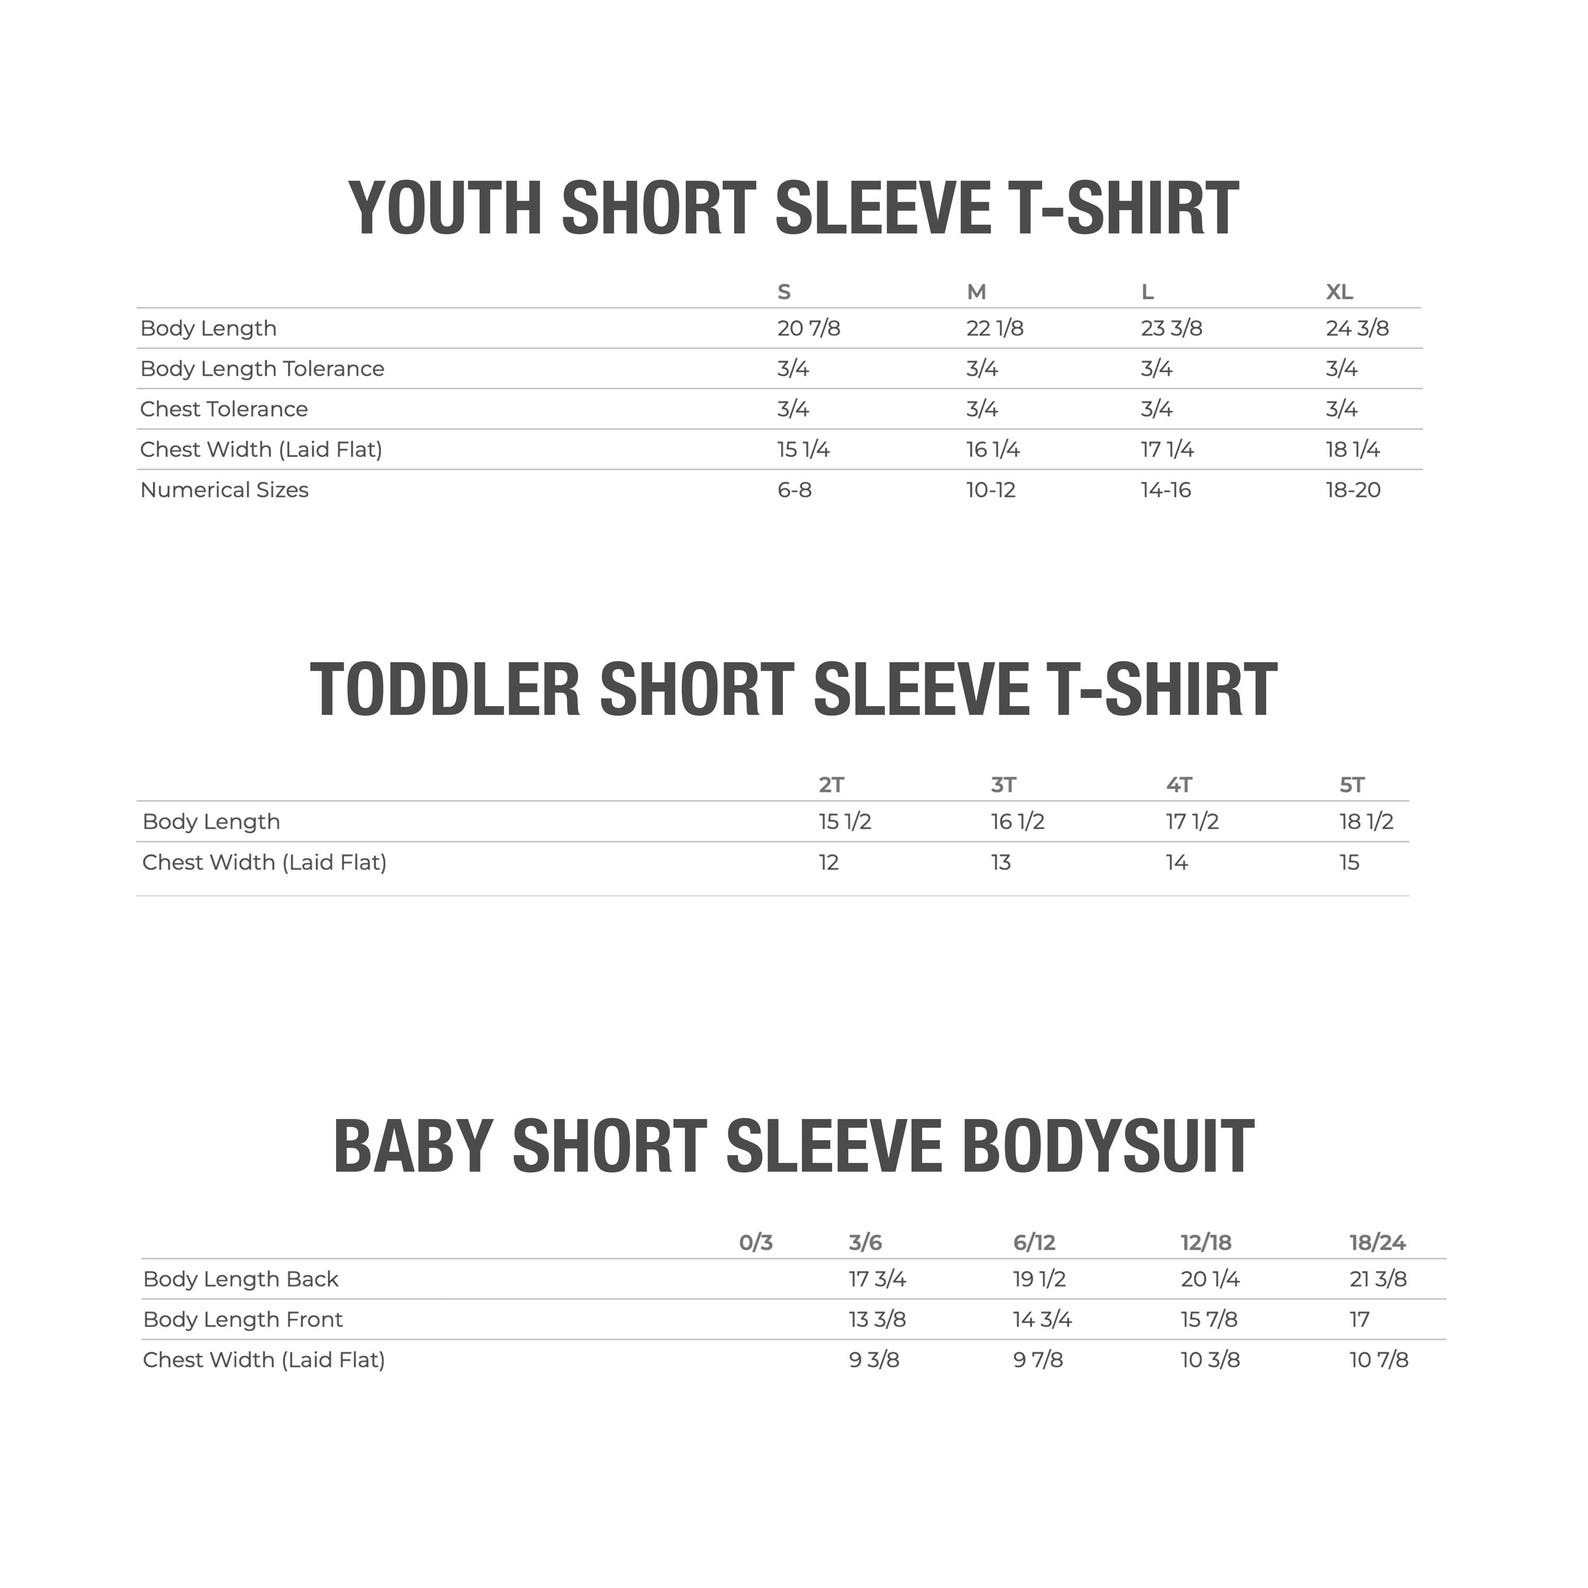 YOUTH SHORT SLEEVE T-SHIRT
S M L XL
Body Length 20 7/8 22 1/8 23 3/8 24 3/8
Body Length Tolerance 3/4 3/4 3/4 3/4
Chest Tolerance 3/4 3/4 3/4 3/4
Chest Width (Laid Flat) 15 1/4 16 1/4 17 1/4 18 1/4
Numerical Sizes 6-8 10-12 14-16 18-20
TODDLER SHORT SLEEVE T-SHIRT
2T 3T 4T 5T
Body Length 15 1/2 16 1/2 17 1/2 18 1/2
Chest Width (Laid Flat) 12 13 14 15
BABY SHORT SLEEVE BODYSUIT
0/3 3/6 6/12 12/18 18/24
Body Length Back 17 3/4 19 1/2 20 1/4 21 3/8
Body Length Front 13 3/8 14 3/4 15 7/8 17
Chest Width (Laid Flat) 9 3/8 9 7/8 10 3/8 10 7/8